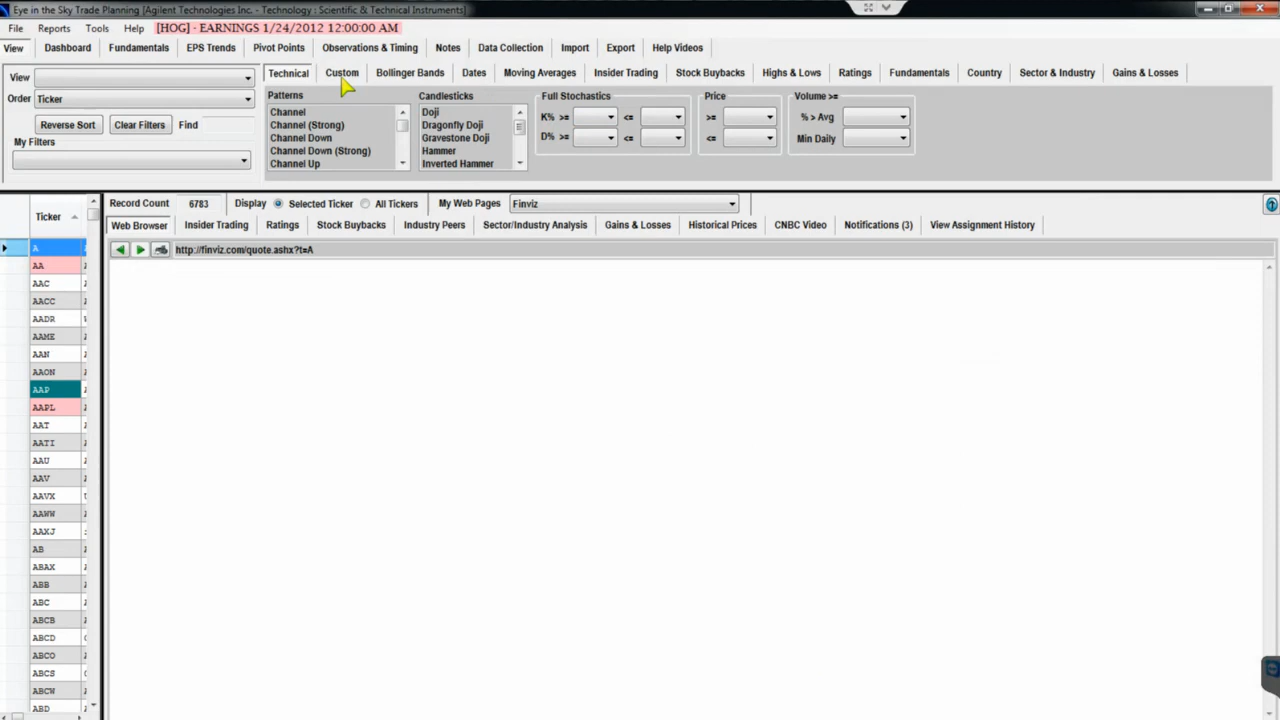 Eye in the Sky Trade Planning [Agilent Technologies Inc. - Technology : Scientific & Technical Instruments]
File Reports Tools Help [HOG] - EARNINGS 1/24/2012 12:00:00 AM
View Dashboard Fundamentals EPS Trends Pivot Points Observations & Timing Notes Data Collection Import Export Help Videos
View
Technical Custom Bollinger Bands Dates Moving Averages Insider Trading Stock Buybacks Highs & Lows Ratings Fundamentals Country Sector & Industry Gains & Losses
Order Ticker
Reverse Sort Clear Filters Find
My Filters
Patterns
Channel
Channel (Strong)
Channel Down
Channel Down (Strong)
Channel Up
Candlesticks
Doji
Dragonfly Doji
Gravestone Doji
Hammer
Inverted Hammer
Full Stochastics
K% >= <=
D% >= <=
Price
>=
<=
Volume >=
% > Avg
Min Daily
Record Count 6783 Display Selected Ticker All Tickers My Web Pages Finviz
Web Browser Insider Trading Ratings Stock Buybacks Industry Peers Sector/Industry Analysis Gains & Losses Historical Prices CNBC Video Notifications (3) View Assignment History
http://finviz.com/quote.ashx?t=A
Ticker
A
AA
AAC
AACC
AADR
AAME
AAN
AAON
AAP
AAPL
AAT
AATI
AAU
AAV
AAVX
AAWW
AAXJ
AB
ABAX
ABB
ABC
ABCB
ABCD
ABCO
ABCS
ABCW
ABD